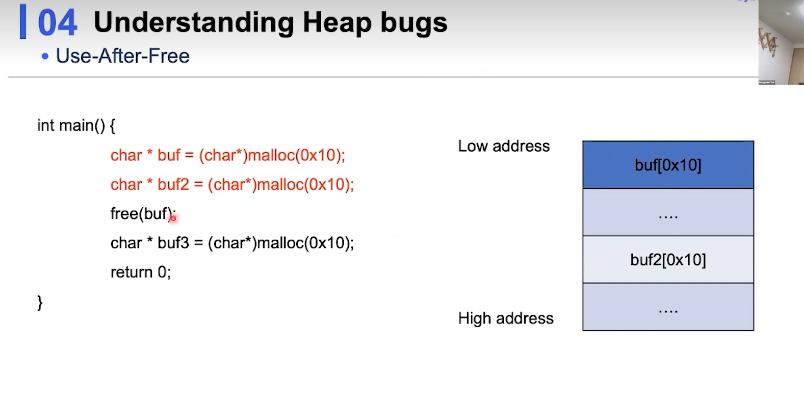 04 Understanding Heap bugs
• Use-After-Free
int main() {
char * buf = (char*)malloc(0x10);
char * buf2 = (char*)malloc(0x10);
free(buf);
char * buf3 = (char*)malloc(0x10);
return 0;
}
Low address
buf[0x10]
....
buf2[0x10]
....
High address